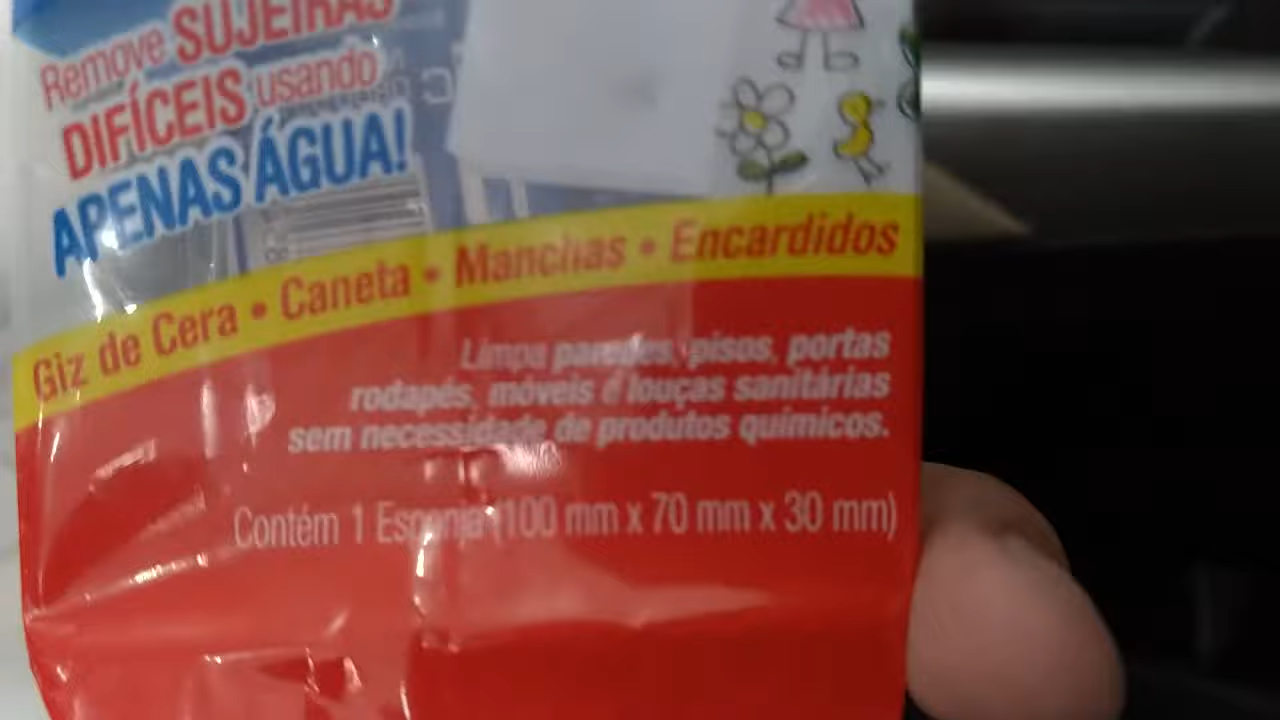 Remove SUJEIRAS
DIFÍCEIS usando
APENAS ÁGUA!
Giz de Cera • Caneta • Manchas • Encardidos
Limpa paredes, pisos, portas
rodapés, móveis e louças sanitárias
sem necessidade de produtos químicos.
Contém 1 Esponja (100 mm x 70 mm x 30 mm)